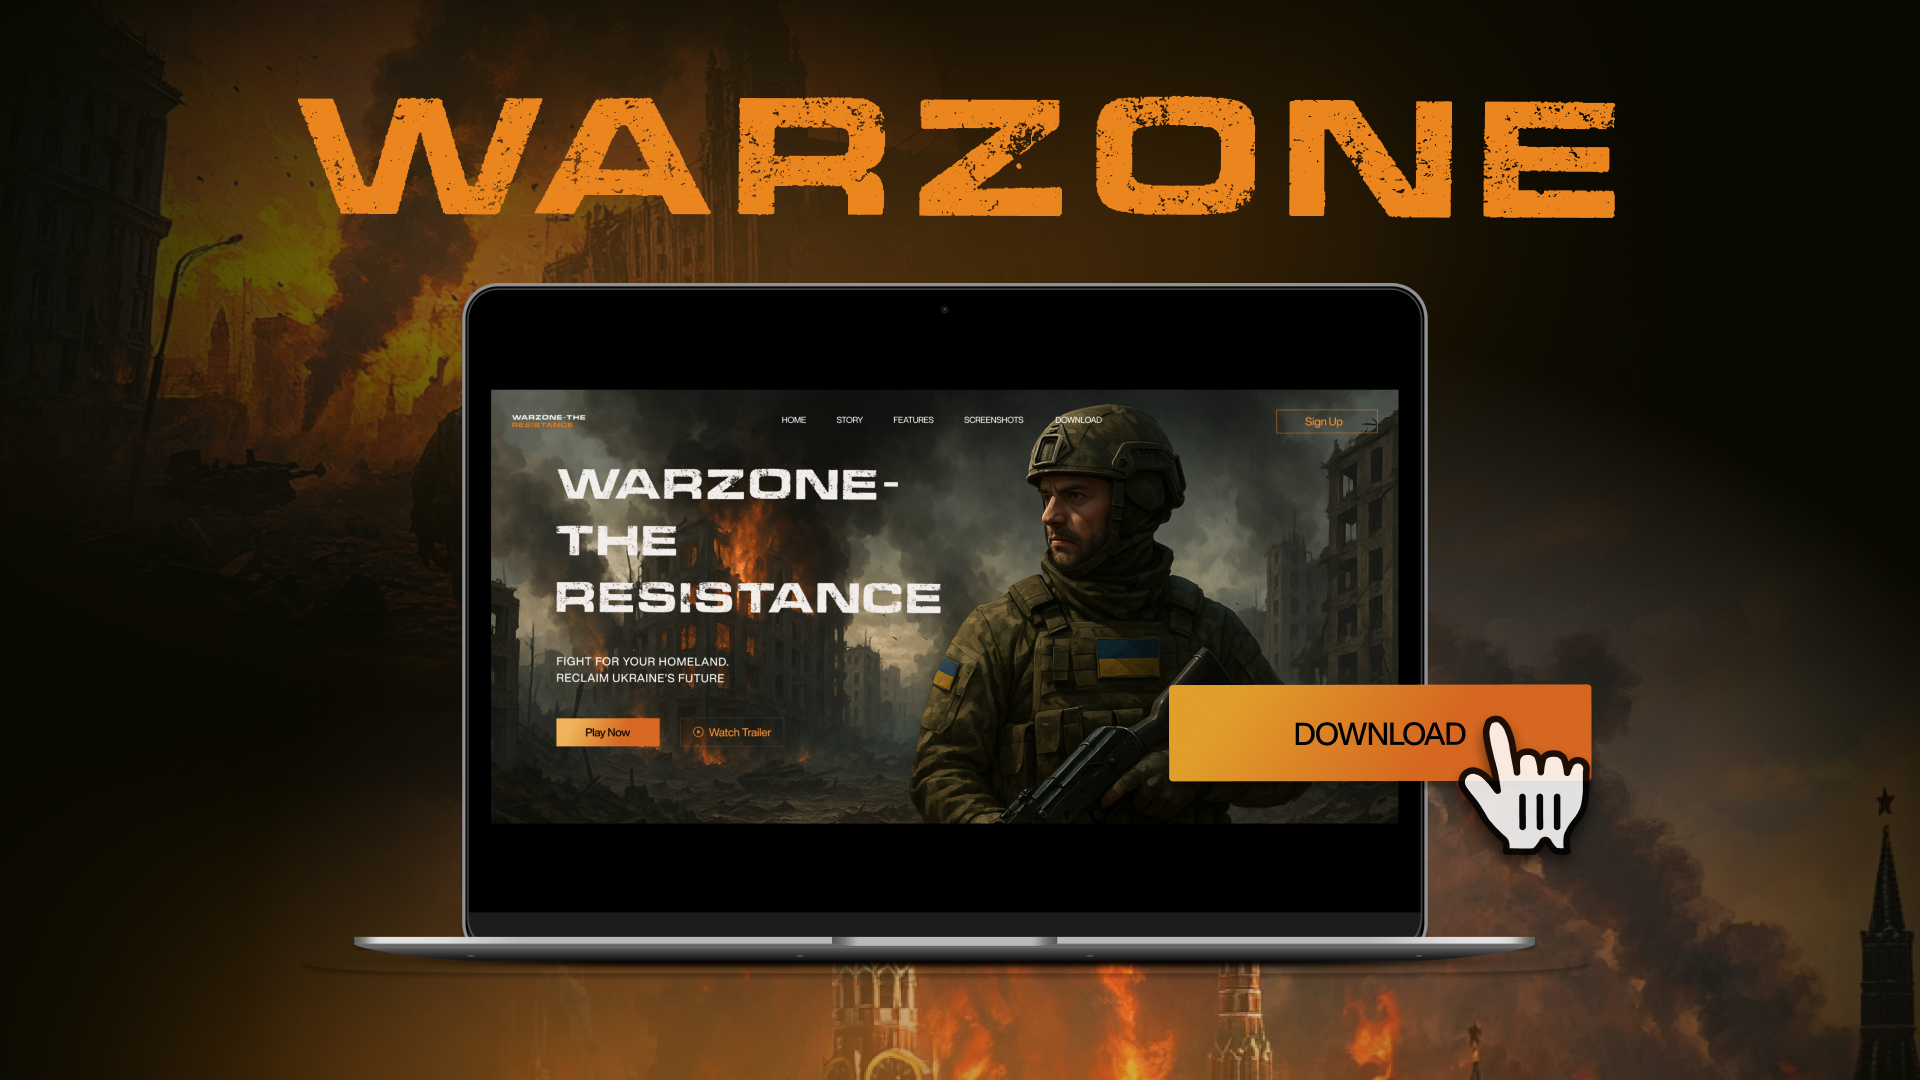 WARZONE
WARZONE-THE
RESISTANCE
HOME STORY FEATURES SCREENSHOTS DOWNLOAD
Sign Up
WARZONE-
THE
RESISTANCE
FIGHT FOR YOUR HOMELAND.
RECLAIM UKRAINE'S FUTURE
Play Now
Watch Trailer
DOWNLOAD